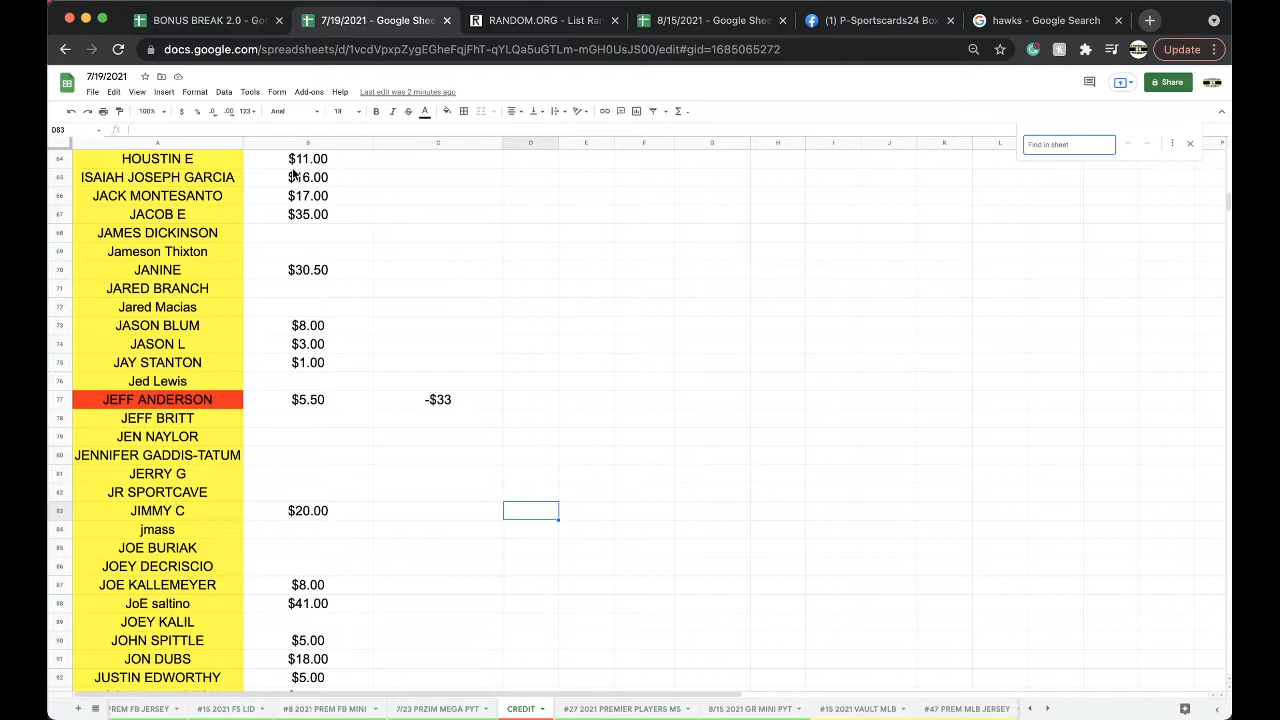 BONUS BREAK 2.0 - Go
7/19/2021 - Google Shee
RANDOM.ORG - List Ran
8/15/2021 - Google Shee
(1) P-Sportscards24 Box
hawks - Google Search
docs.google.com/spreadsheets/d/1vcdVpxpZygEGheFqjFhT-qYLQa5uGTLm-mGH0UsJS00/edit#gid=1685065272
Update
7/19/2021
File Edit View Insert Format Data Tools Form Add-ons Help Last edit was 2 minutes ago
Share
100% $ % .0 .00 123 Arial 18 B I S A
D83 fx
Find in sheet
A B C D E F G H I J K L M N O P
64 HOUSTIN E $11.00
65 ISAIAH JOSEPH GARCIA $16.00
66 JACK MONTESANTO $17.00
67 JACOB E $35.00
68 JAMES DICKINSON
69 Jameson Thixton
70 JANINE $30.50
71 JARED BRANCH
72 Jared Macias
73 JASON BLUM $8.00
74 JASON L $3.00
75 JAY STANTON $1.00
76 Jed Lewis
77 JEFF ANDERSON $5.50 -$33
78 JEFF BRITT
79 JEN NAYLOR
80 JENNIFER GADDIS-TATUM
81 JERRY G
82 JR SPORTCAVE
83 JIMMY C $20.00
84 jmass
85 JOE BURIAK
86 JOEY DECRISCIO
87 JOE KALLEMEYER $8.00
88 JoE saltino $41.00
89 JOEY KALIL
90 JOHN SPITTLE $5.00
91 JON DUBS $18.00
92 JUSTIN EDWORTHY $5.00
PREM FB JERSEY #15 2021 FS LID #8 2021 PREM FB MINI 7/23 PRZIM MEGA PYT CREDIT #27 2021 PREMIER PLAYERS MS 8/15 2021 GR MINI PYT #15 2021 VAULT MLB #47 PREM MLB JERSEY